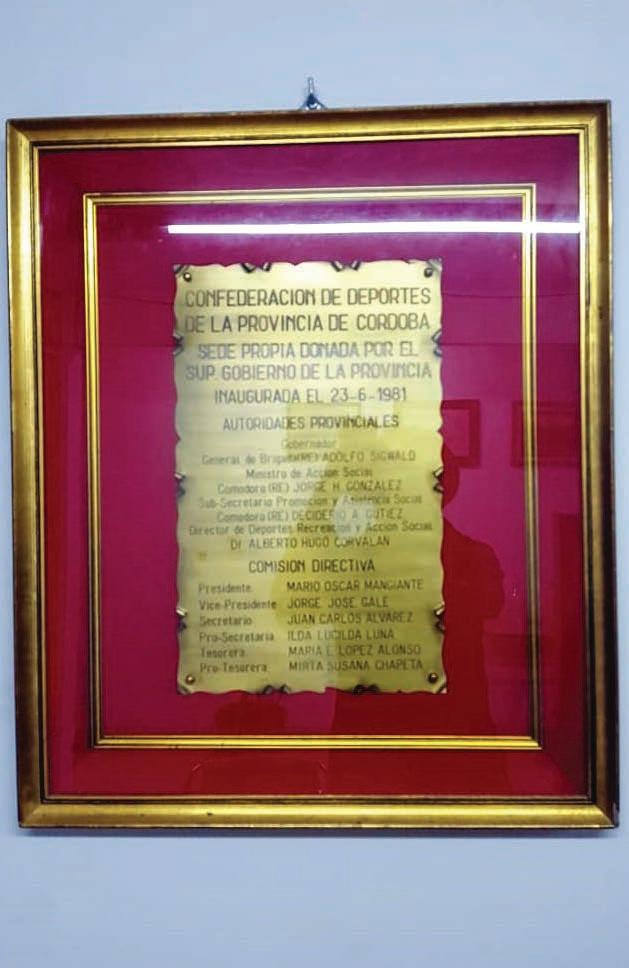 CONFEDERACION DE DEPORTES
DE LA PROVINCIA DE CORDOBA
SEDE PROPIA DONADA POR EL
SUP. GOBIERNO DE LA PROVINCIA
INAUGURADA EL 23-6-1981
AUTORIDADES PROVINCIALES
Gobernador
General de Brigada(RE) ADOLFO SIGWALD
Ministro de Accion Social
Comodoro (RE) JORGE H. GONZALEZ
Sub-Secretario Promocion y Asistencia Social
Comodoro (RE) DECIDERIO A. GUTIEZ
Director de Deportes Recreacion y Accion Social
Dr ALBERTO HUGO CORVALAN
COMISION DIRECTIVA
Presidente MARIO OSCAR MANGIANTE
Vice-Presidente JORGE JOSE GALE
Secretario JUAN CARLOS ALVAREZ
Pro-Secretaria ILDA LUCILDA LUNA
Tesorera MARIA E. LOPEZ ALONSO
Pro-Tesorera MIRTA SUSANA CHAPETA